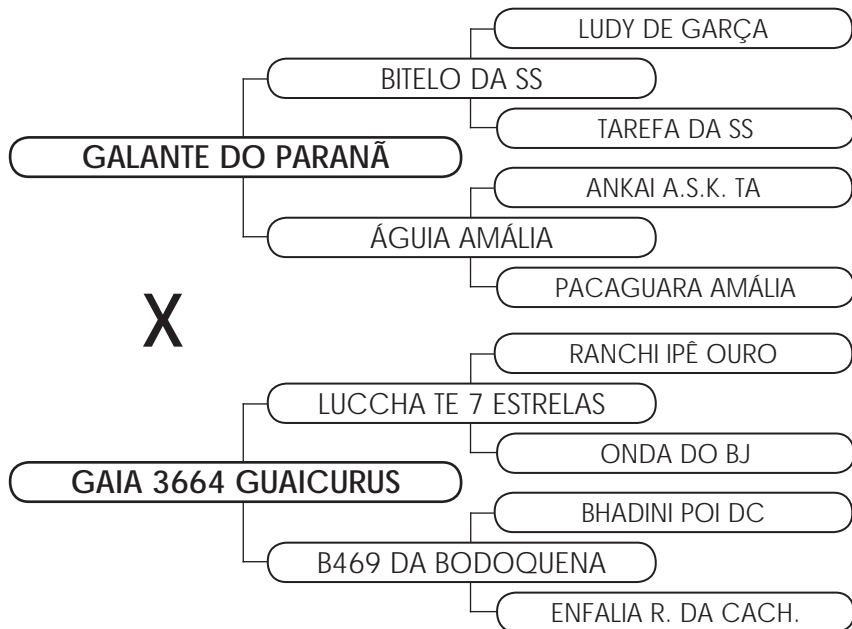 LUDY DE GARÇA
BITELO DA SS
TAREFA DA SS
GALANTE DO PARANÃ
ANKAI A.S.K. TA
ÁGUIA AMÁLIA
PACAGUARA AMÁLIA
X
RANCHI IPÊ OURO
LUCCHA TE 7 ESTRELAS
ONDA DO BJ
GAIA 3664 GUAICURUS
BHADINI POI DC
B469 DA BODOQUENA
ENFALIA R. DA CACH.